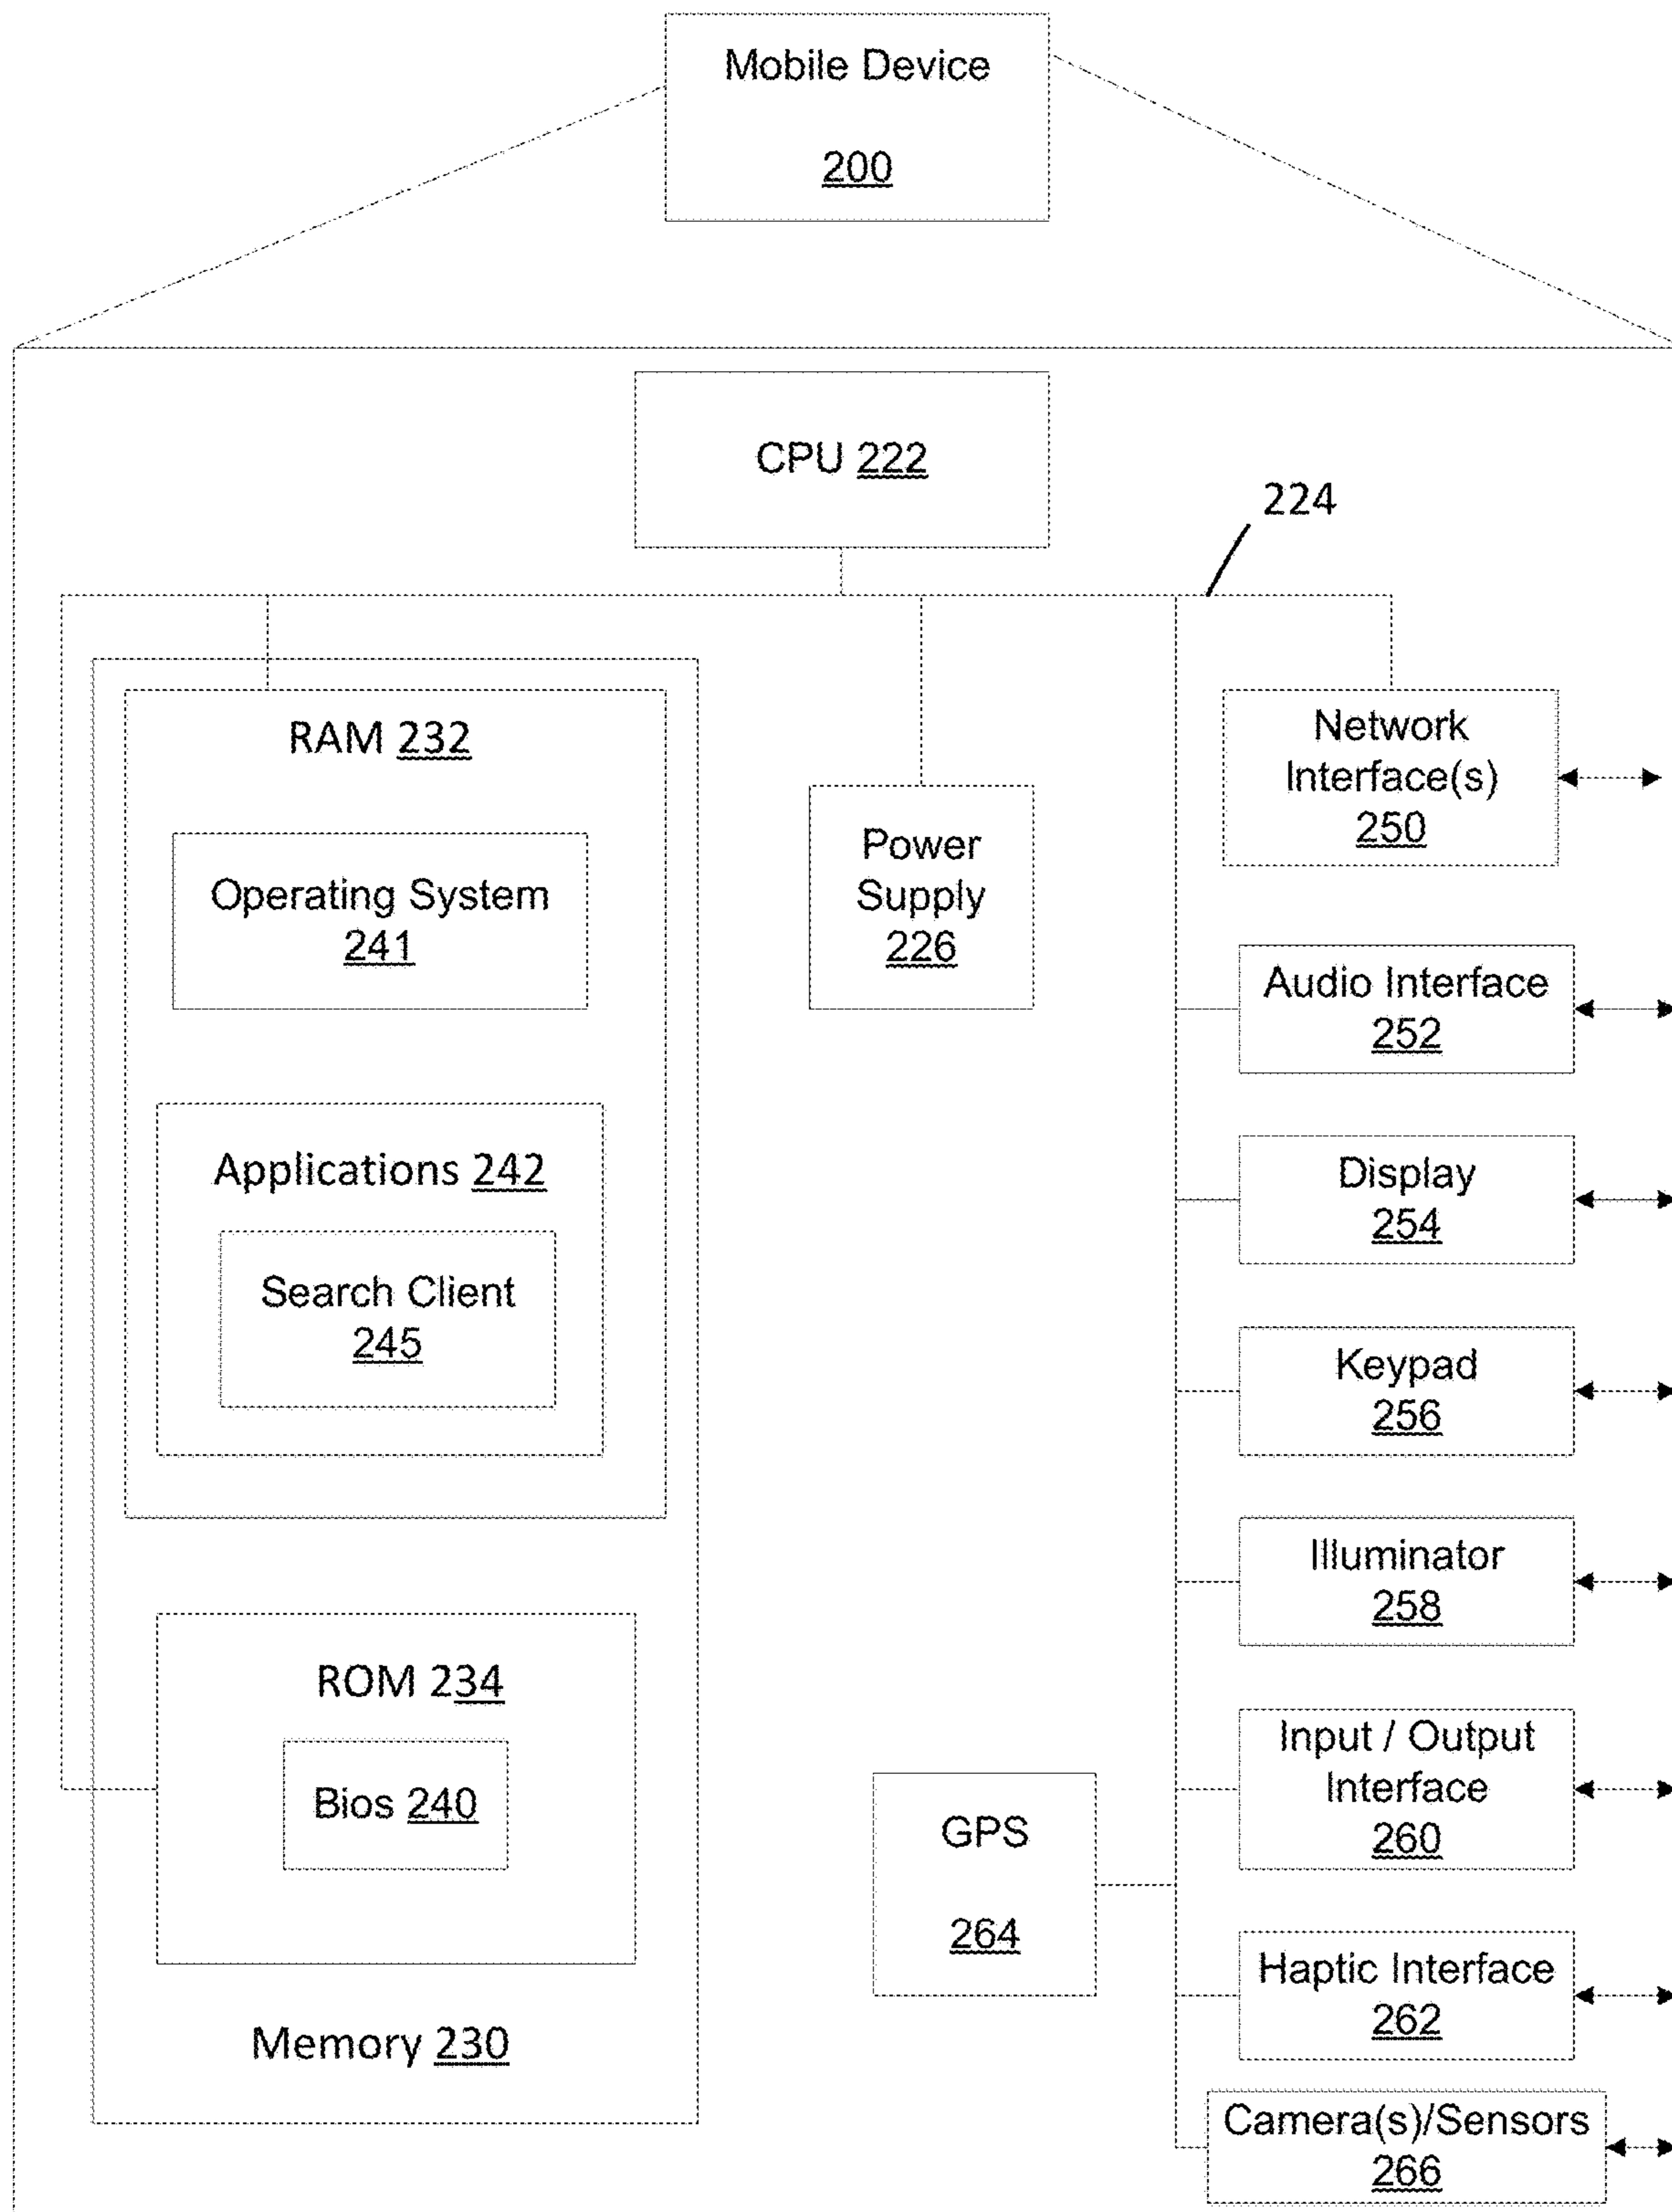 Mobile Device
200
CPU 222
224
RAM 232
Operating System
241
Applications 242
Search Client
245
ROM 234
Bios 240
Memory 230
Power
Supply
226
GPS
264
Network
Interface(s)
250
Audio Interface
252
Display
254
Keypad
256
Illuminator
258
Input / Output
Interface
260
Haptic Interface
262
Camera(s)/Sensors
266